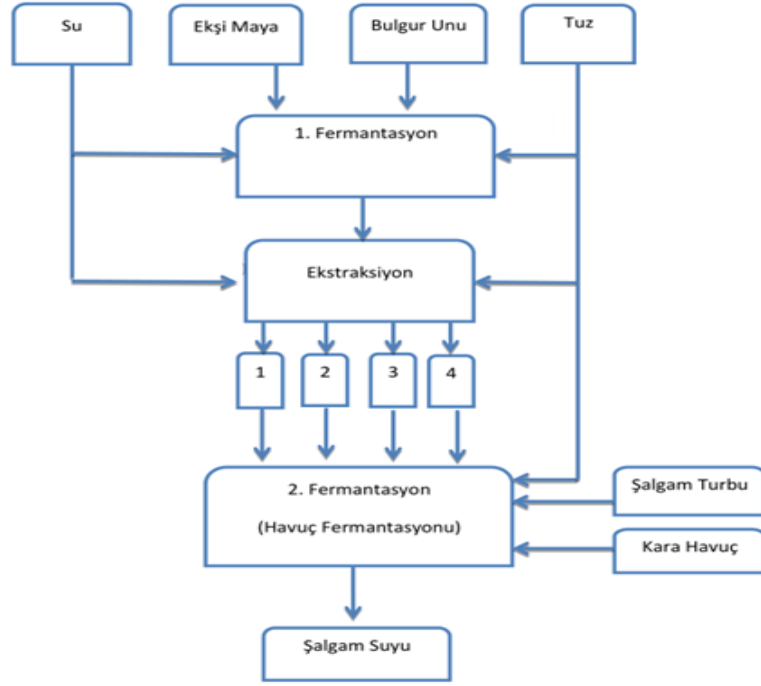 Su
Ekşi Maya
Bulgur Unu
Tuz
1. Fermantasyon
Ekstraksiyon
1
2
3
4
2. Fermantasyon
(Havuç Fermantasyonu)
Şalgam Turbu
Kara Havuç
Şalgam Suyu